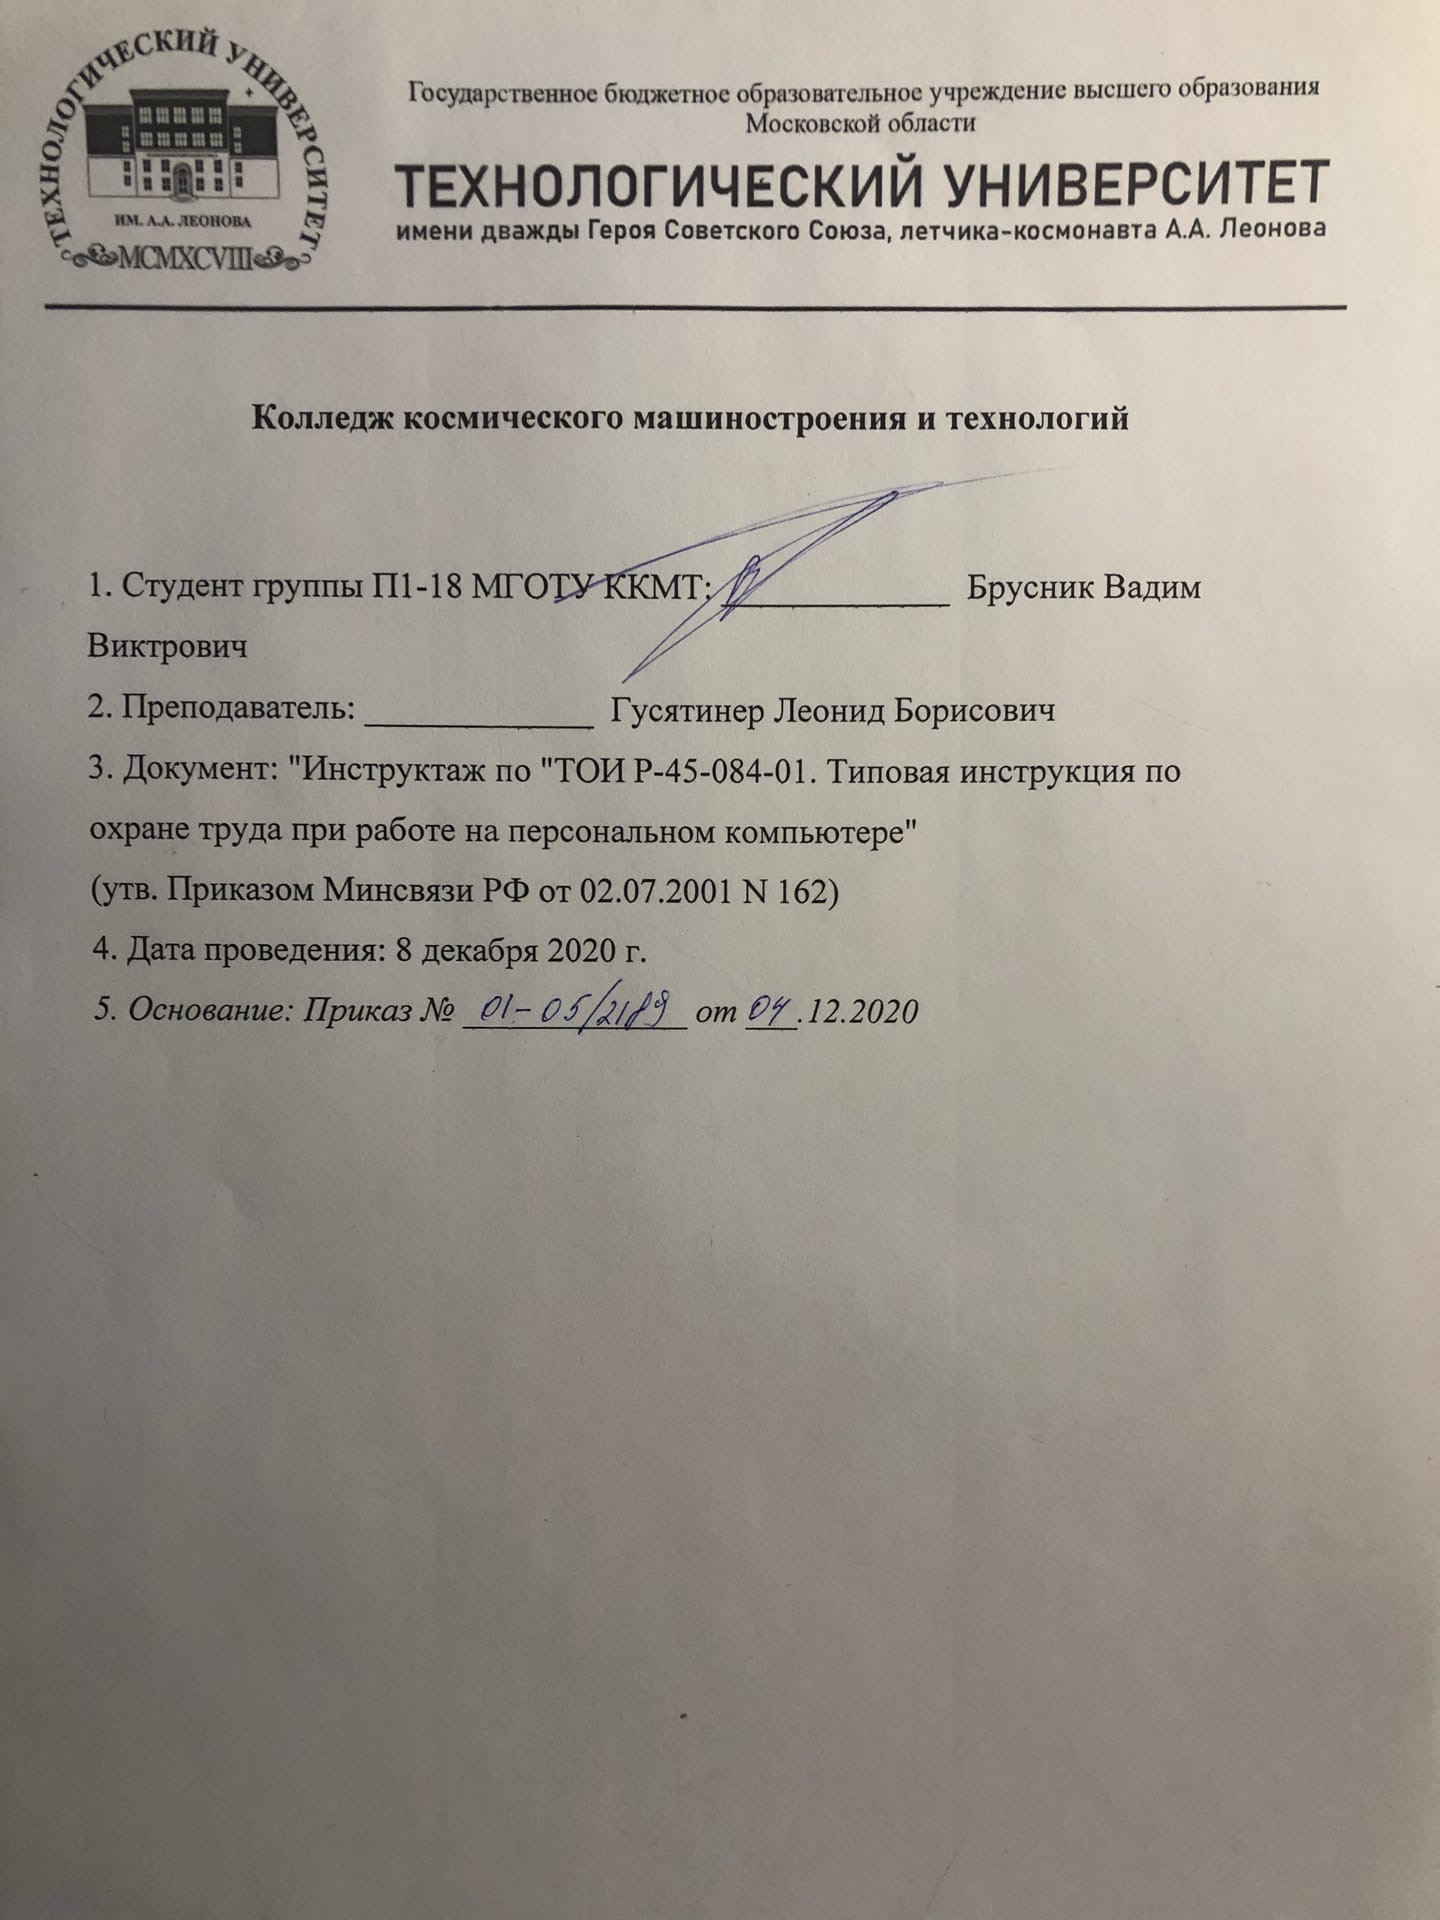 ТЕХНОЛОГИЧЕСКИЙ УНИВЕРСИТЕТ
ИМ. А.А. ЛЕОНОВА
MCMXCVIII
Государственное бюджетное образовательное учреждение высшего образования
Московской области
ТЕХНОЛОГИЧЕСКИЙ УНИВЕРСИТЕТ
имени дважды Героя Советского Союза, летчика-космонавта А.А. Леонова
Колледж космического машиностроения и технологий
1. Студент группы П1-18 МГОТУ ККМТ: _____________ Брусник Вадим
Виктрович
2. Преподаватель: ______________ Гусятинер Леонид Борисович
3. Документ: "Инструктаж по "ТОИ Р-45-084-01. Типовая инструкция по
охране труда при работе на персональном компьютере"
(утв. Приказом Минсвязи РФ от 02.07.2001 N 162)
4. Дата проведения: 8 декабря 2020 г.
5. Основание: Приказ № 01-05/2189 от 04.12.2020